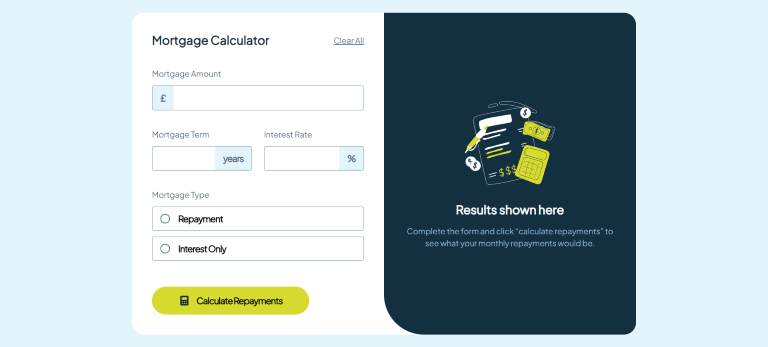 Mortgage Calculator
Clear All
Mortgage Amount
£
Mortgage Term
Interest Rate
years
%
Mortgage Type
Repayment
Interest Only
Calculate Repayments
$
$
$
$
$$$
Results shown here
Complete the form and click "calculate repayments" to
see what your monthly repayments would be.